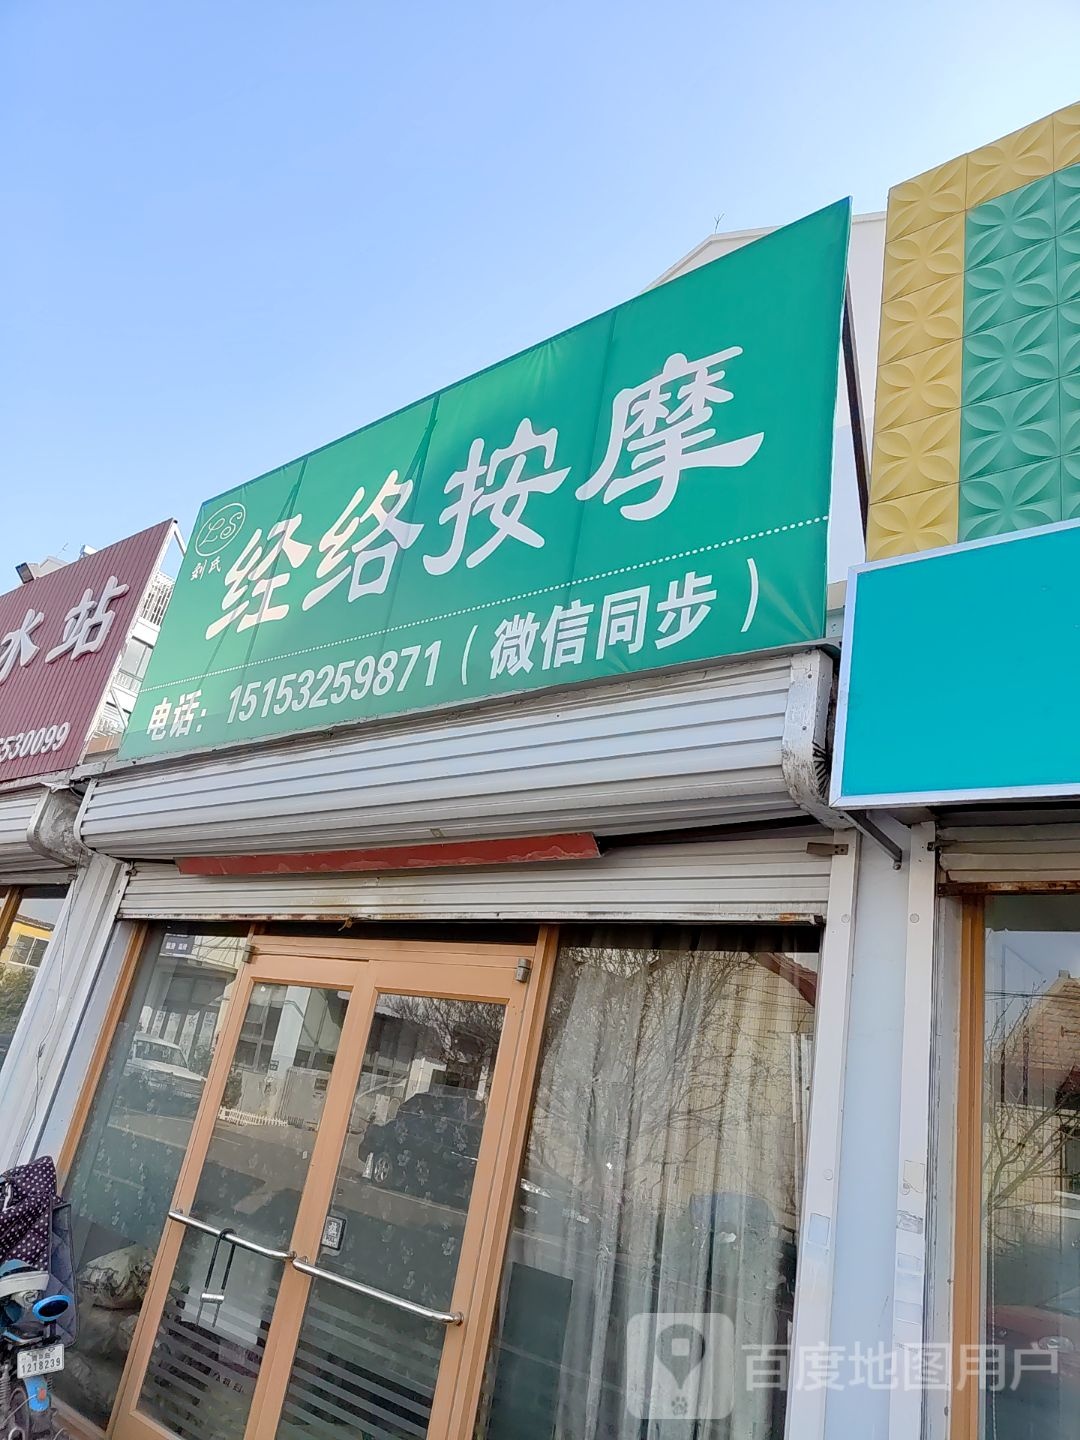 LS
刘氏
经络按摩
电话：15153259871（微信同步）
水站
530099
1218239
百度地图用户